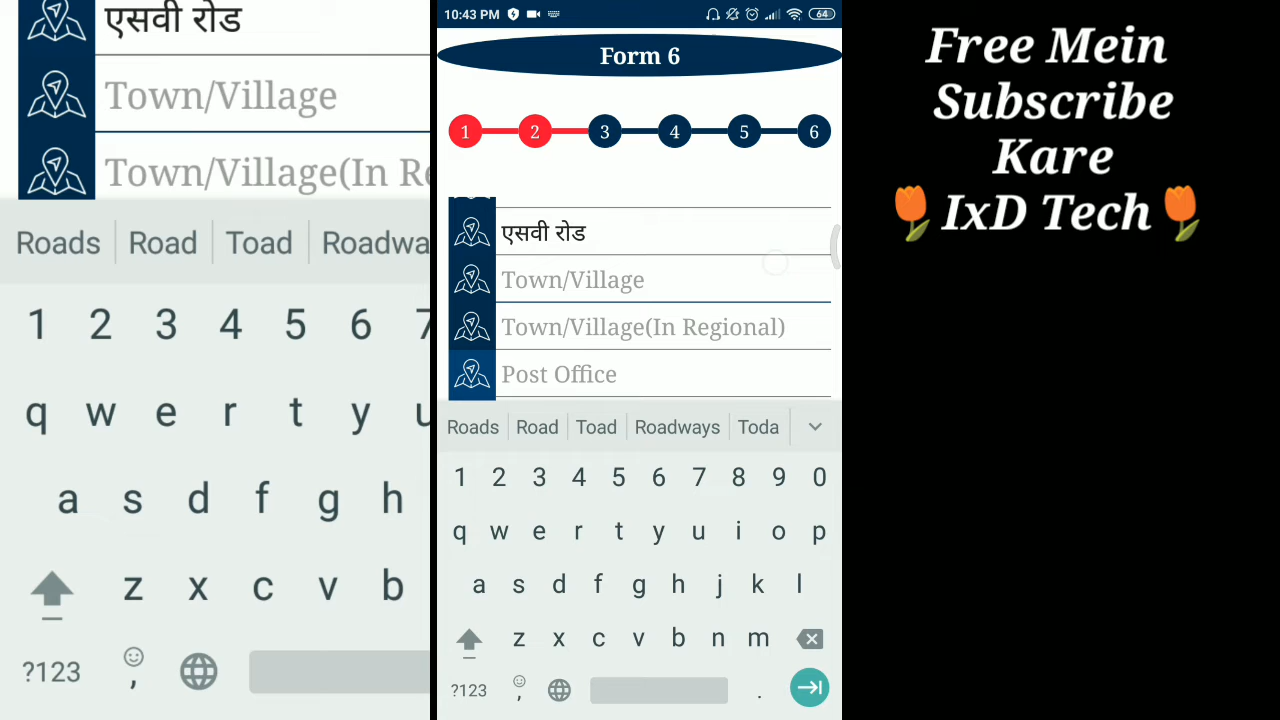 एसवी रोड
Town/Village
Town/Village(In Re
Roads Road Toad Roadwa
1 2 3 4 5 6 7
q w e r t y u
a s d f g h
z x c v b
?123 ,
10:43 PM 64
Form 6
1 2 3 4 5 6
एसवी रोड
Town/Village
Town/Village(In Regional)
Post Office
Roads Road Toad Roadways Toda
1 2 3 4 5 6 7 8 9 0
q w e r t y u i o p
a s d f g h j k l
z x c v b n m
?123 , .
Free Mein
Subscribe
Kare
🌷IxD Tech🌷